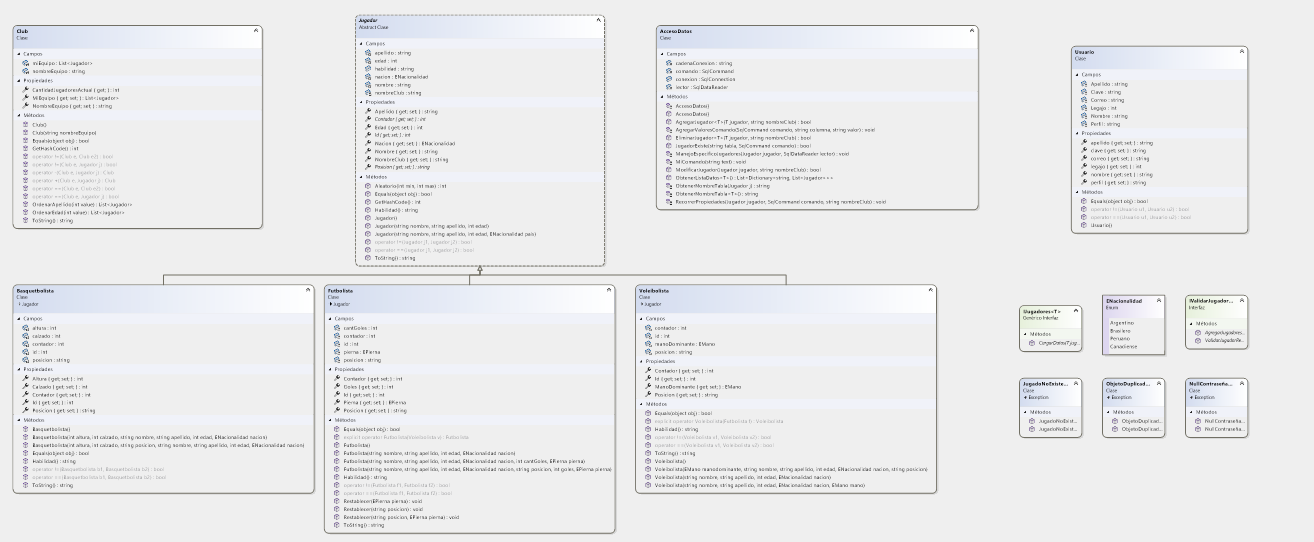 Club
Clase
Campos
miEquipo : List<Jugador>
nombreEquipo : string
Propiedades
CantidadJugadoresActual { get; } : int
MiEquipo { get; set; } : List<Jugador>
NombreEquipo { get; set; } : string
Métodos
Club()
Club(string nombreEquipo)
Equals(object obj) : bool
GetHashCode() : int
operator !=(Club e, Club e2) : bool
operator !=(Club e, Jugador j) : bool
operator -(Club e, Jugador j) : Club
operator +(Club e, Jugador j) : Club
operator ==(Club e, Club e2) : bool
operator ==(Club e, Jugador j) : bool
OrdenarApellido(int value) : List<Jugador>
OrdenarEdad(int value) : List<Jugador>
ToString() : string
Jugador
Abstract Clase
Campos
apellido : string
edad : int
habilidad : string
nacion : ENacionalidad
nombre : string
nombreClub : string
Propiedades
Apellido { get; set; } : string
Contador { get; set; } : int
Edad { get; set; } : int
Id { get; set; } : int
Nacion { get; set; } : ENacionalidad
Nombre { get; set; } : string
NombreClub { get; set; } : string
Posicion { get; set; } : string
Métodos
Aleatorio(int min, int max) : int
Equals(object obj) : bool
GetHashCode() : int
Habilidad() : string
Jugador()
Jugador(string nombre, string apellido, int edad)
Jugador(string nombre, string apellido, int edad, ENacionalidad pais)
operator !=(Jugador j1, Jugador j2) : bool
operator ==(Jugador j1, Jugador j2) : bool
ToString() : string
AccesoDatos
Clase
Campos
cadenaConexion : string
comando : SqlCommand
conexion : SqlConnection
lector : SqlDataReader
Métodos
AccesoDatos()
AccesoDatos()
AgregarJugador<T>(T jugador, string nombreClub) : bool
AgregarValoresComando(SqlCommand comando, string columna, string valor) : void
EliminarJugador<T>(T jugador, string nombreClub) : bool
JugadorExiste(string tabla, SqlCommand comando) : bool
ManejoEspecificoJugadores(Jugador jugador, SqlDataReader lector) : void
MiComando(string text) : void
ModificarJugador(Jugador jugador, string nombreClub) : bool
ObtenerListaDatos<T>() : List<Dictionary<string, List<Jugador>>>
ObtenerNombreTabla(Jugador j) : string
ObtenerNombreTabla<T>() : string
RecorrerPropiedades(Jugador jugador, SqlCommand comando, string nombreClub) : void
Usuario
Clase
Campos
Apellido : string
Clave : string
Correo : string
Legajo : int
Nombre : string
Perfil : string
Propiedades
apellido { get; set; } : string
clave { get; set; } : string
correo { get; set; } : string
legajo { get; set; } : int
nombre { get; set; } : string
perfil { get; set; } : string
Métodos
Equals(object obj) : bool
operator !=(Usuario u1, Usuario u2) : bool
operator ==(Usuario u1, Usuario u2) : bool
Usuario()
Basquetbolista
Clase
Jugador
Campos
altura : int
calzado : int
contador : int
id : int
posicion : string
Propiedades
Altura { get; set; } : int
Calzado { get; set; } : int
Contador { get; set; } : int
Id { get; set; } : int
Posicion { get; set; } : string
Métodos
Basquetbolista()
Basquetbolista(int altura, int calzado, string nombre, string apellido, int edad, ENacionalidad nacion)
Basquetbolista(int altura, int calzado, string posicion, string nombre, string apellido, int edad, ENacionalidad nacion)
Equals(object obj) : bool
Habilidad() : string
operator !=(Basquetbolista b1, Basquetbolista b2) : bool
operator ==(Basquetbolista b1, Basquetbolista b2) : bool
ToString() : string
Futbolista
Clase
Jugador
Campos
cantGoles : int
contador : int
id : int
pierna : EPierna
posicion : string
Propiedades
Contador { get; set; } : int
Goles { get; set; } : int
Id { get; set; } : int
Pierna { get; set; } : EPierna
Posicion { get; set; } : string
Métodos
Equals(object obj) : bool
explicit operator Futbolista(Voleibolista v) : Futbolista
Futbolista()
Futbolista(string nombre, string apellido, int edad, ENacionalidad nacion)
Futbolista(string nombre, string apellido, int edad, ENacionalidad nacion, int cantGoles, EPierna pierna)
Futbolista(string nombre, string apellido, int edad, ENacionalidad nacion, string posicion, int goles, EPierna pierna)
Habilidad() : string
operator !=(Futbolista f1, Futbolista f2) : bool
operator ==(Futbolista f1, Futbolista f2) : bool
Restablecer(EPierna pierna) : void
Restablecer(string posicion) : void
Restablecer(string posicion, EPierna pierna) : void
ToString() : string
Voleibolista
Clase
Jugador
Campos
contador : int
id : int
manoDominante : EMano
posicion : string
Propiedades
Contador { get; set; } : int
Id { get; set; } : int
ManoDominante { get; set; } : EMano
Posicion { get; set; } : string
Métodos
Equals(object obj) : bool
explicit operator Voleibolista(Futbolista f) : Voleibolista
Habilidad() : string
operator !=(Voleibolista v1, Voleibolista v2) : bool
operator ==(Voleibolista v1, Voleibolista v2) : bool
ToString() : string
Voleibolista()
Voleibolista(EMano manodominante, string nombre, string apellido, int edad, ENacionalidad nacion, string posicion)
Voleibolista(string nombre, string apellido, int edad, ENacionalidad nacion)
Voleibolista(string nombre, string apellido, int edad, ENacionalidad nacion, EMano mano)
IJugadores<T>
Genérico Interfaz
Métodos
CargarDatos(T jug...
ENacionalidad
Enum
Argentino
Brasilero
Peruano
Canadiense
IValidarJugador...
Interfaz
Métodos
AgregarJugadores...
ValidarJugadorRe...
JugadoNoExiste...
Exception
Métodos
JugadoNoExist...
JugadoNoExist...
ObjetoDuplicad...
Exception
Métodos
ObjetoDuplicad...
ObjetoDuplicad...
NullContraseña...
Exception
Métodos
NullContraseña...
NullContraseña...